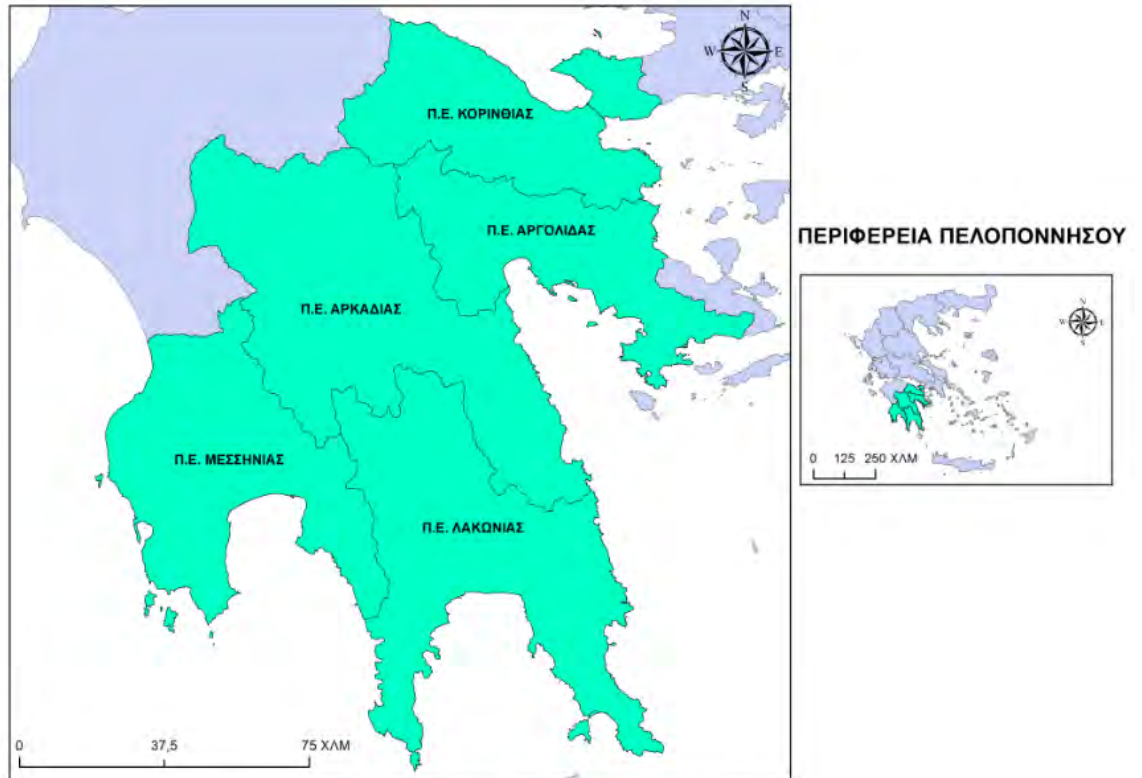 N
W E
S
Π.Ε. ΚΟΡΙΝΘΙΑΣ
Π.Ε. ΑΡΓΟΛΙΔΑΣ
Π.Ε. ΑΡΚΑΔΙΑΣ
Π.Ε. ΜΕΣΣΗΝΙΑΣ
Π.Ε. ΛΑΚΩΝΙΑΣ
0 37,5 75 ΧΛΜ
ΠΕΡΙΦΕΡΕΙΑ ΠΕΛΟΠΟΝΝΗΣΟΥ
N
W E
S
0 125 250 ΧΛΜ